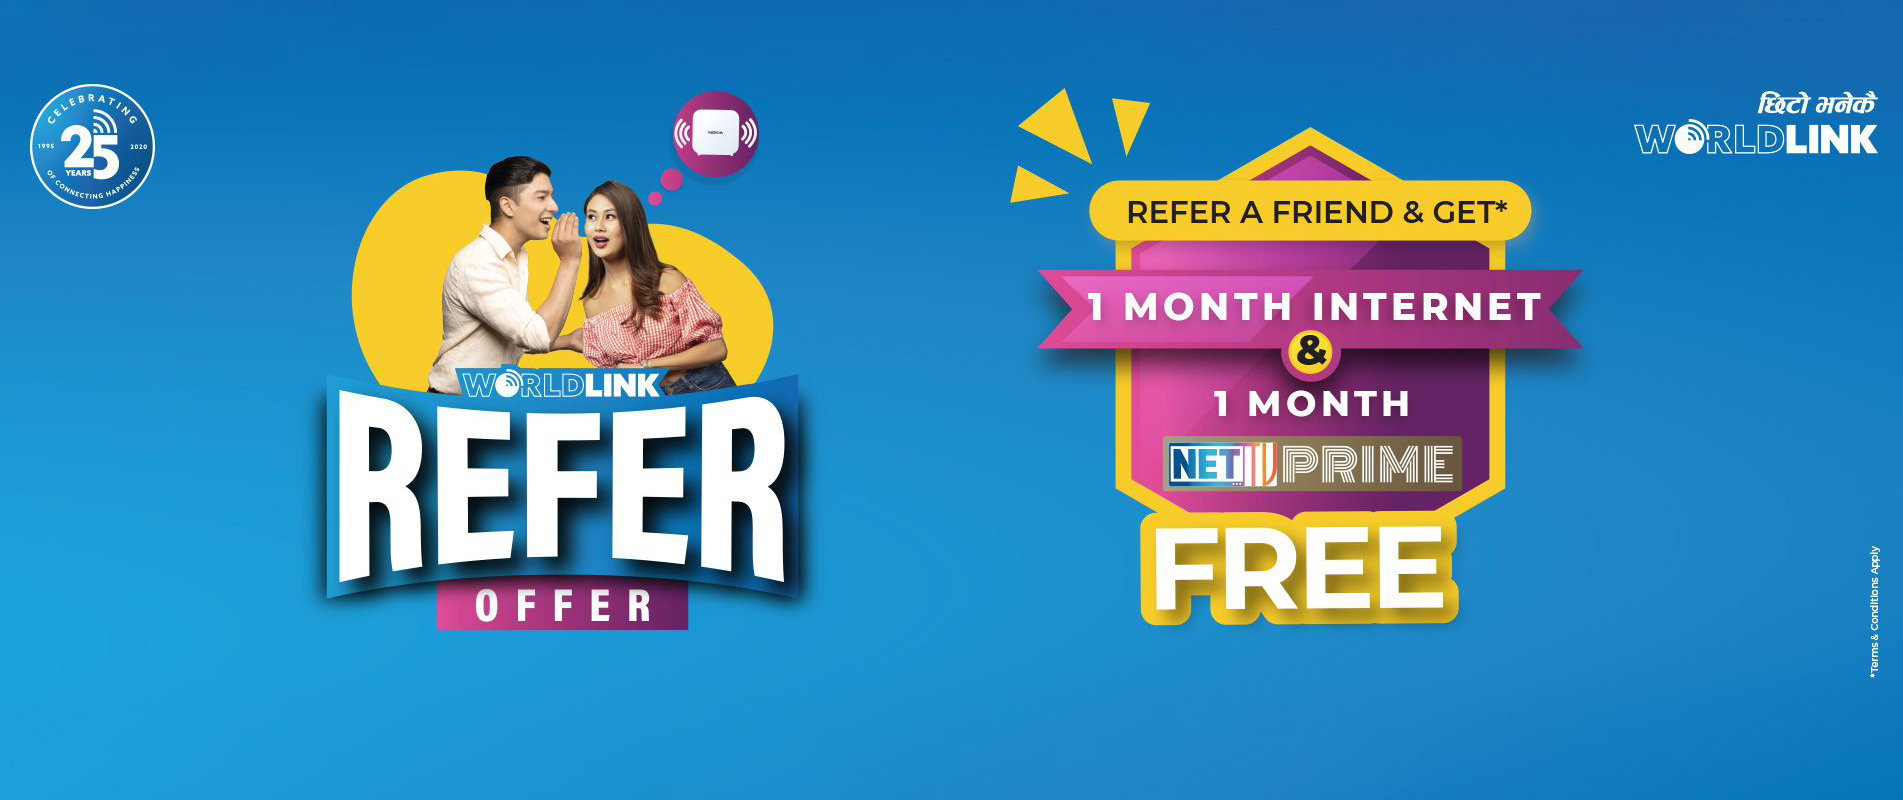 CELEBRATING
1995
25
YEARS
2020
OF CONNECTING HAPPINESS
NOKIA
WORLDLINK
REFER
OFFER
REFER A FRIEND & GET*
1 MONTH INTERNET
&
1 MONTH
NETTV PRIME
FREE
छिटो भनेकै
WORLDLINK
*Terms & Conditions Apply